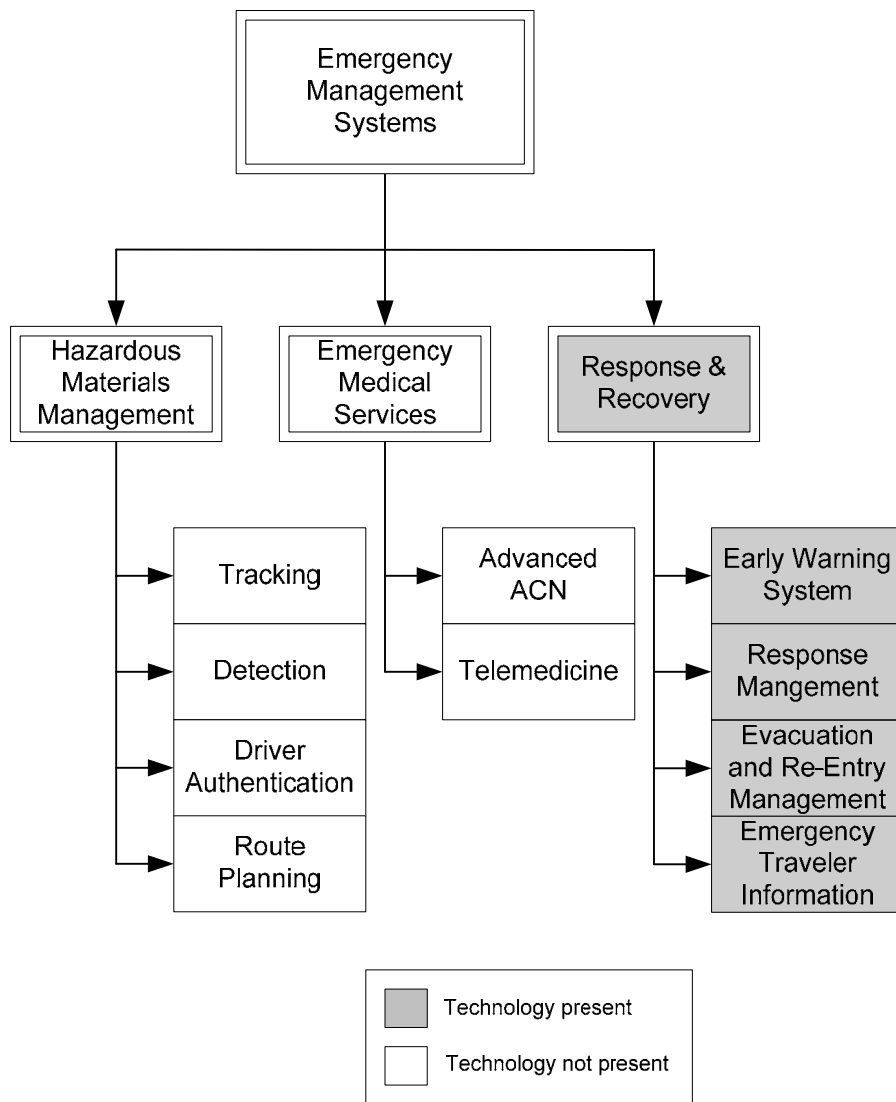 Emergency
Management
Systems
Hazardous
Materials
Management
Emergency
Medical
Services
Response &
Recovery
Tracking
Detection
Driver
Authentication
Route
Planning
Advanced
ACN
Telemedicine
Early Warning
System
Response
Mangement
Evacuation
and Re-Entry
Management
Emergency
Traveler
Information
Technology present
Technology not present